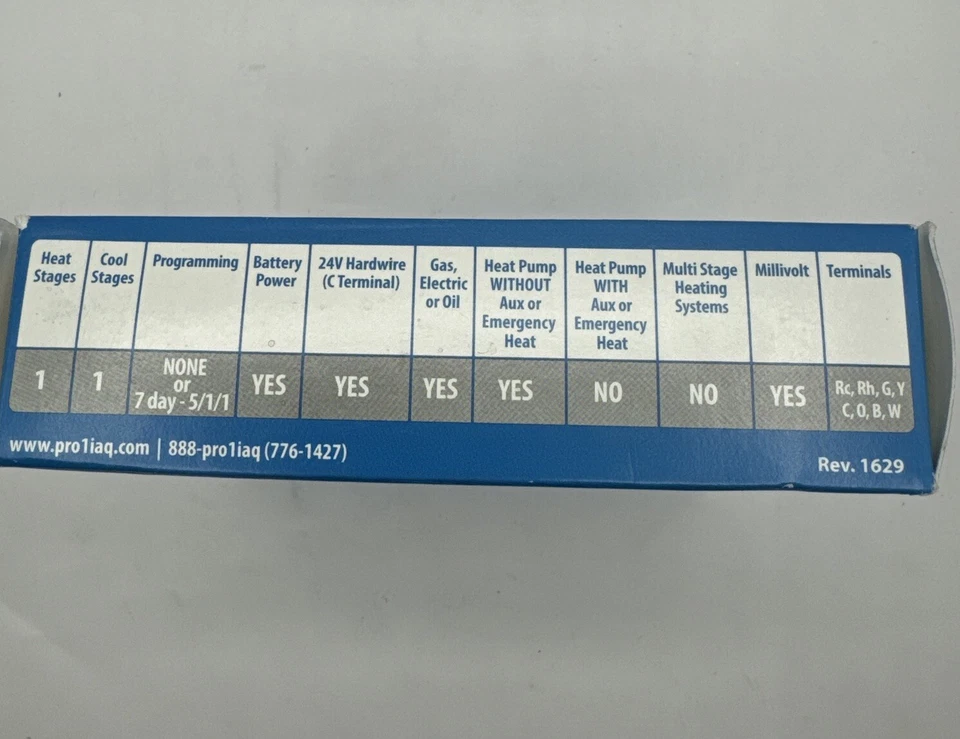 Heat
Stages
Cool
Stages
Programming
Battery
Power
24V Hardwire
(C Terminal)
Gas,
Electric
or Oil
Heat Pump
WITHOUT
Aux or
Emergency
Heat
Heat Pump
WITH
Aux or
Emergency
Heat
Multi Stage
Heating
Systems
Millivolt
Terminals
1
1
NONE
or
7 day - 5/1/1
YES
YES
YES
YES
NO
NO
YES
Rc, Rh, G, Y
C, O, B, W
www.pro1iaq.com | 888-pro1iaq (776-1427)
Rev. 1629